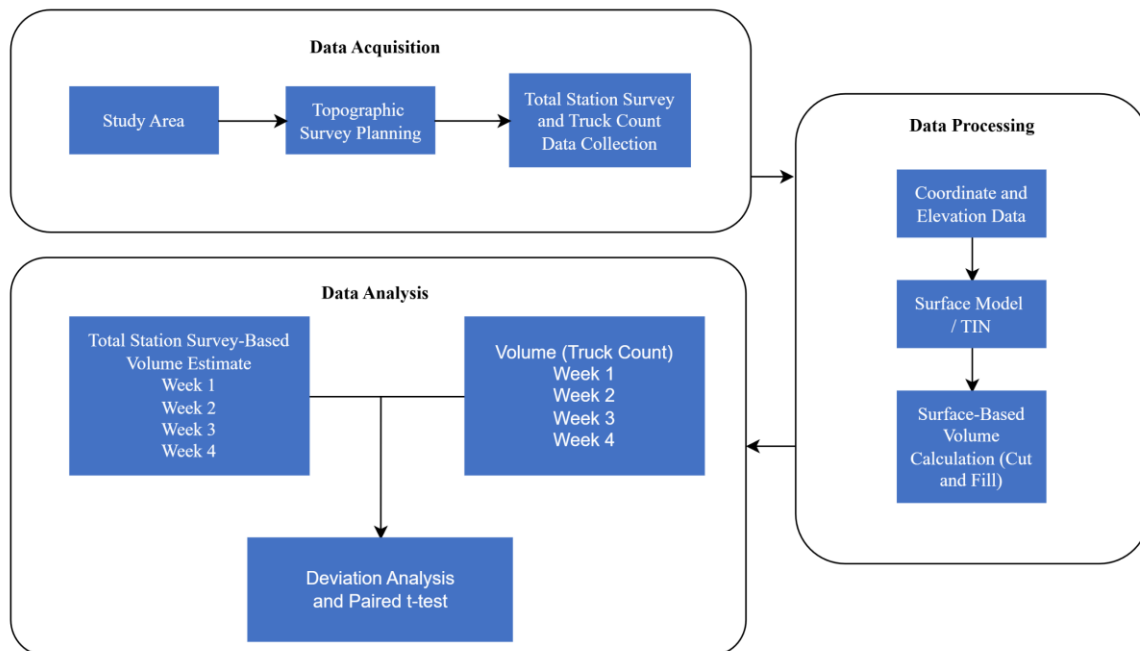 Data Acquisition
Study Area
Topographic
Survey Planning
Total Station Survey
and Truck Count
Data Collection
Data Processing
Coordinate and
Elevation Data
Surface Model
/ TIN
Surface-Based
Volume
Calculation (Cut
and Fill)
Data Analysis
Total Station Survey-Based
Volume Estimate
Week 1
Week 2
Week 3
Week 4
Volume (Truck Count)
Week 1
Week 2
Week 3
Week 4
Deviation Analysis
and Paired t-test